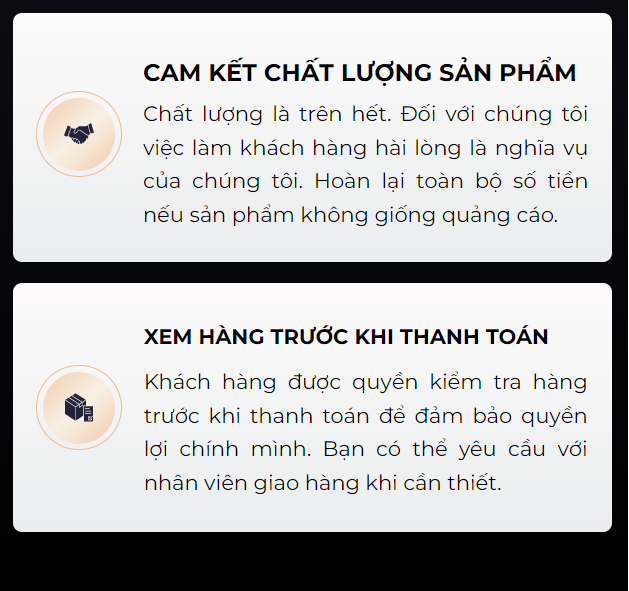 CAM KẾT CHẤT LƯỢNG SẢN PHẨM
Chất lượng là trên hết. Đối với chúng tôi
việc làm khách hàng hài lòng là nghĩa vụ
của chúng tôi. Hoàn lại toàn bộ số tiền
nếu sản phẩm không giống quảng cáo.
XEM HÀNG TRƯỚC KHI THANH TOÁN
Khách hàng được quyền kiểm tra hàng
trước khi thanh toán để đảm bảo quyền
lợi chính mình. Bạn có thể yêu cầu với
nhân viên giao hàng khi cần thiết.